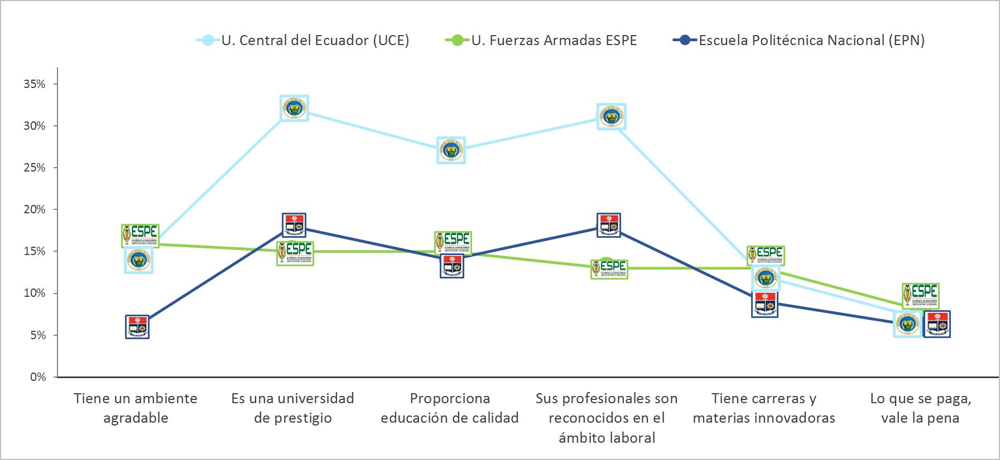 U. Central del Ecuador (UCE)
U. Fuerzas Armadas ESPE
Escuela Politécnica Nacional (EPN)
35%
30%
25%
20%
15%
10%
5%
0%
ESPE
ESPE
ESPE
ESPE
ESPE
ESPE
Tiene un ambiente
agradable
Es una universidad
de prestigio
Proporciona
educación de calidad
Sus profesionales son
reconocidos en el
ámbito laboral
Tiene carreras y
materias innovadoras
Lo que se paga,
vale la pena